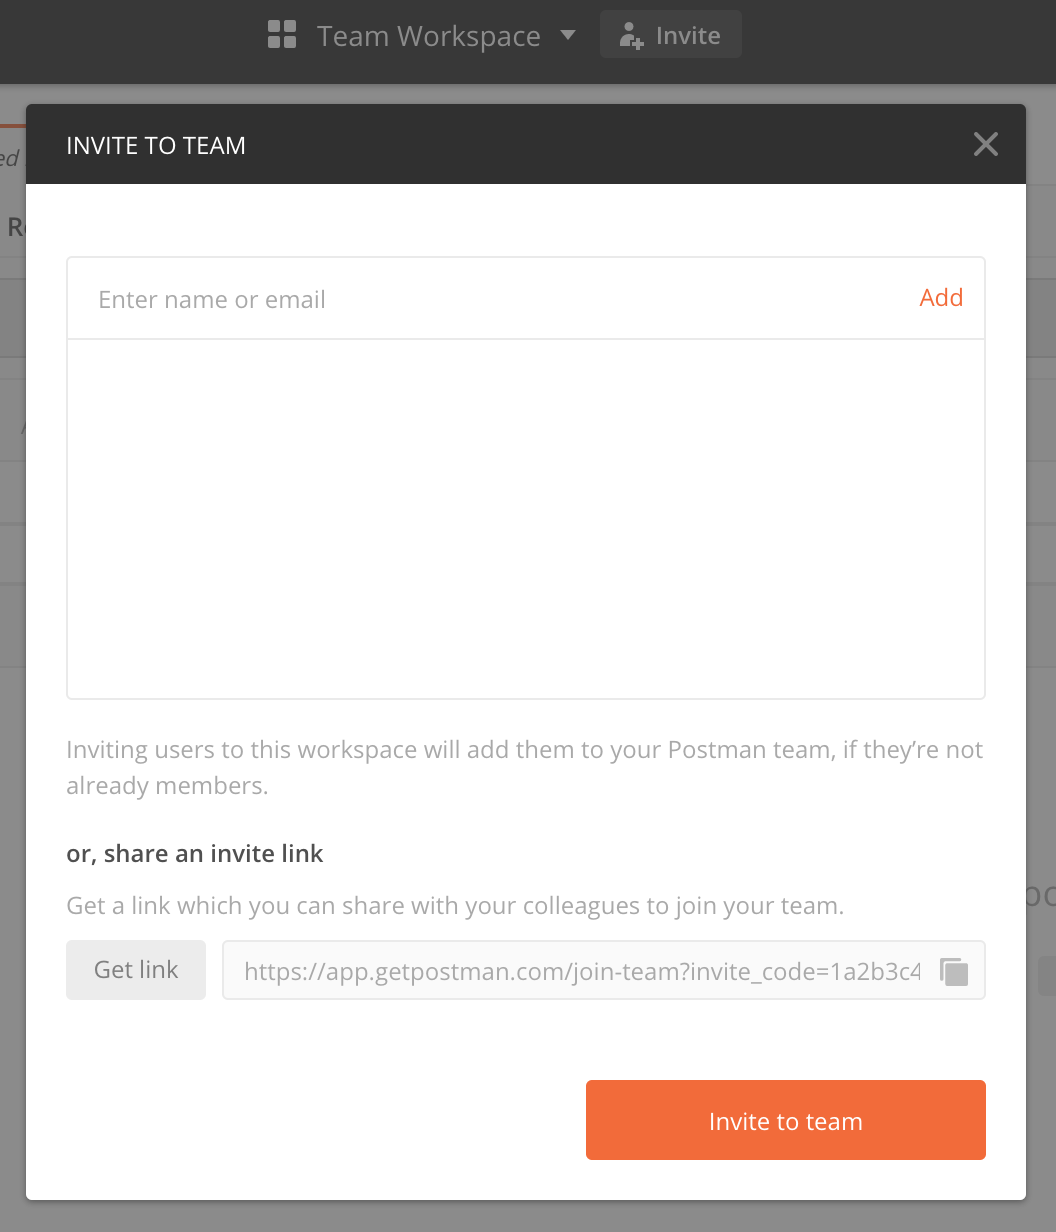 Team Workspace
Invite
INVITE TO TEAM
ed
Enter name or email
Add
Inviting users to this workspace will add them to your Postman team, if they’re not
already members.
or, share an invite link
Get a link which you can share with your colleagues to join your team.
Get link
https://app.getpostman.com/join-team?invite_code=1a2b3c4
Invite to team